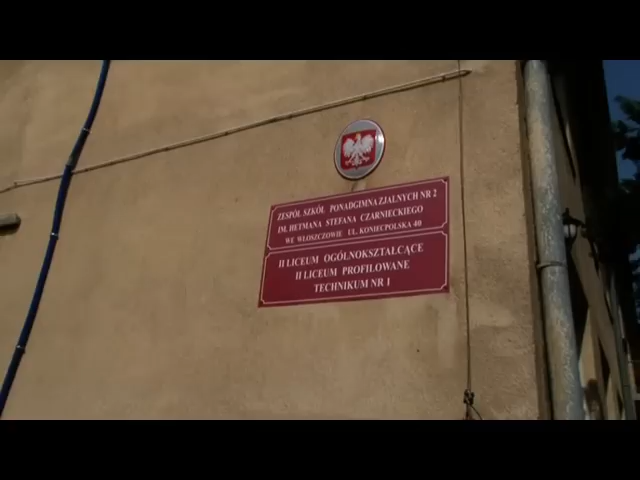 ZESPÓŁ SZKÓŁ PONADGIMNAZJALNYCH NR 2
IM. HETMANA STEFANA CZARNIECKIEGO
WE WŁOSZCZOWIE UL. KONIECPOLSKA 40
II LICEUM OGÓLNOKSZTAŁCĄCE
II LICEUM PROFILOWANE
TECHNIKUM NR 1